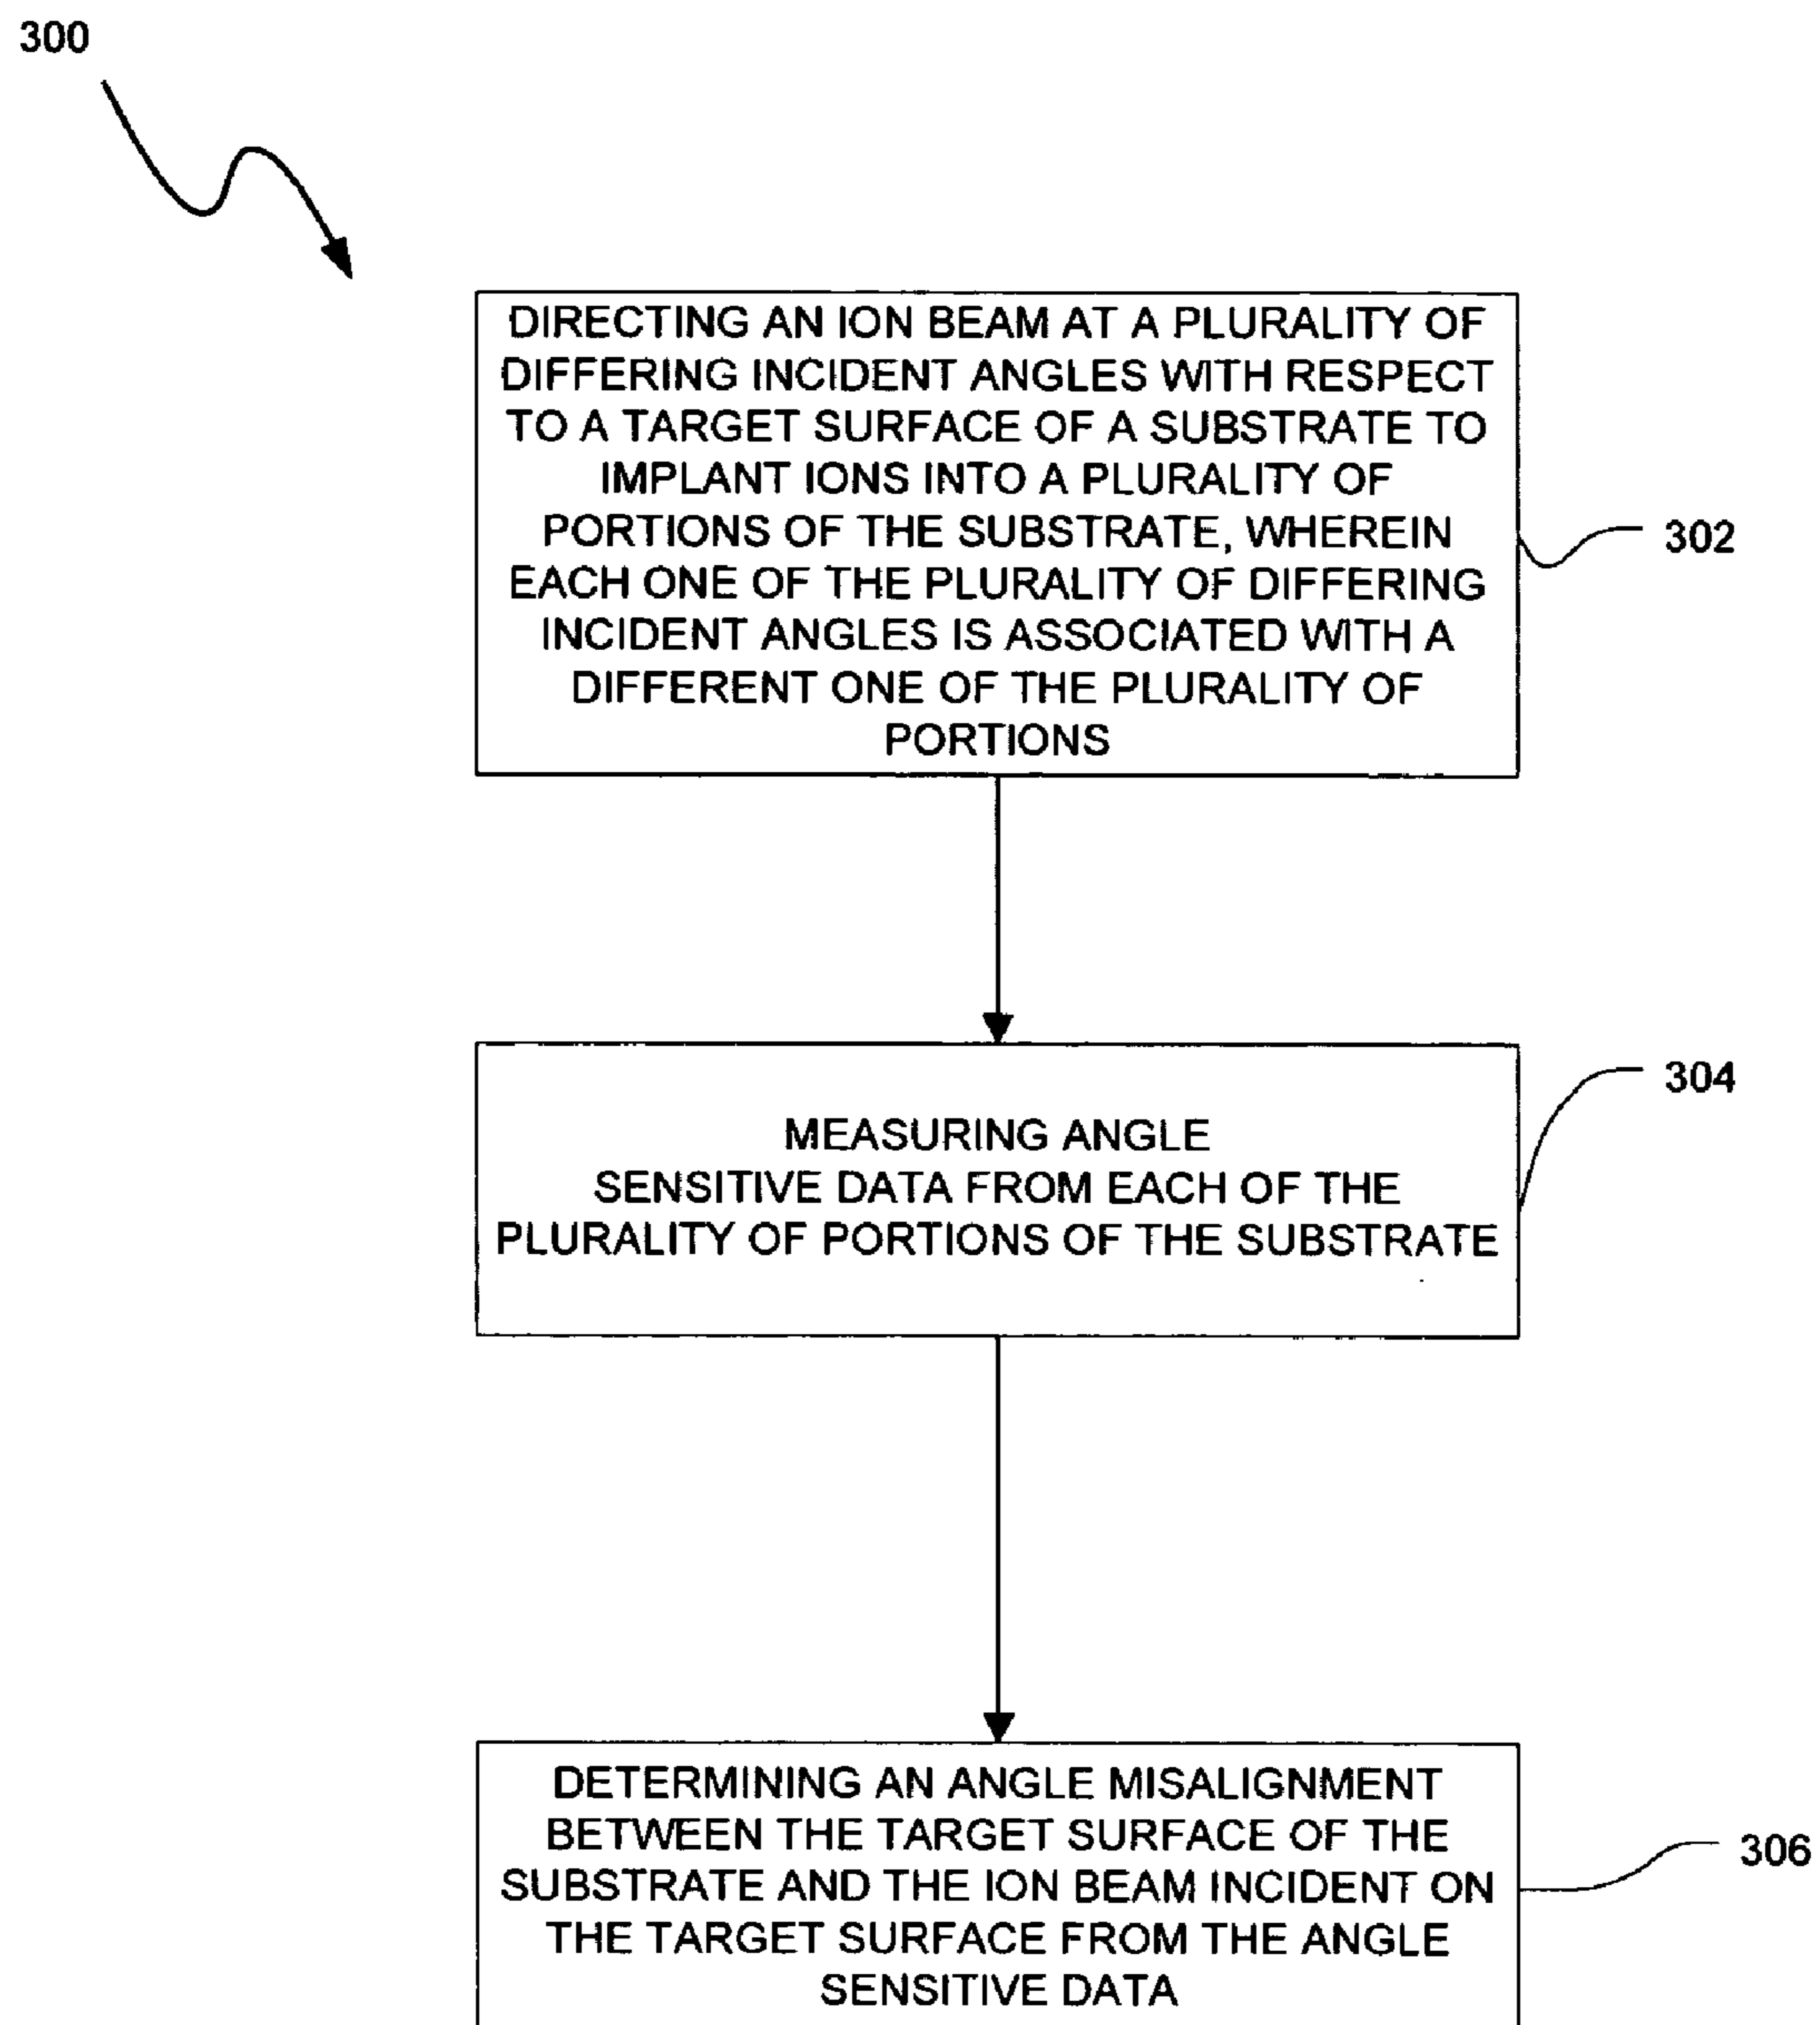 300
DIRECTING AN ION BEAM AT A PLURALITY OF
DIFFERING INCIDENT ANGLES WITH RESPECT
TO A TARGET SURFACE OF A SUBSTRATE TO
IMPLANT IONS INTO A PLURALITY OF
PORTIONS OF THE SUBSTRATE, WHEREIN
EACH ONE OF THE PLURALITY OF DIFFERING
INCIDENT ANGLES IS ASSOCIATED WITH A
DIFFERENT ONE OF THE PLURALITY OF
PORTIONS
302
MEASURING ANGLE
SENSITIVE DATA FROM EACH OF THE
PLURALITY OF PORTIONS OF THE SUBSTRATE
304
DETERMINING AN ANGLE MISALIGNMENT
BETWEEN THE TARGET SURFACE OF THE
SUBSTRATE AND THE ION BEAM INCIDENT ON
THE TARGET SURFACE FROM THE ANGLE
SENSITIVE DATA
306